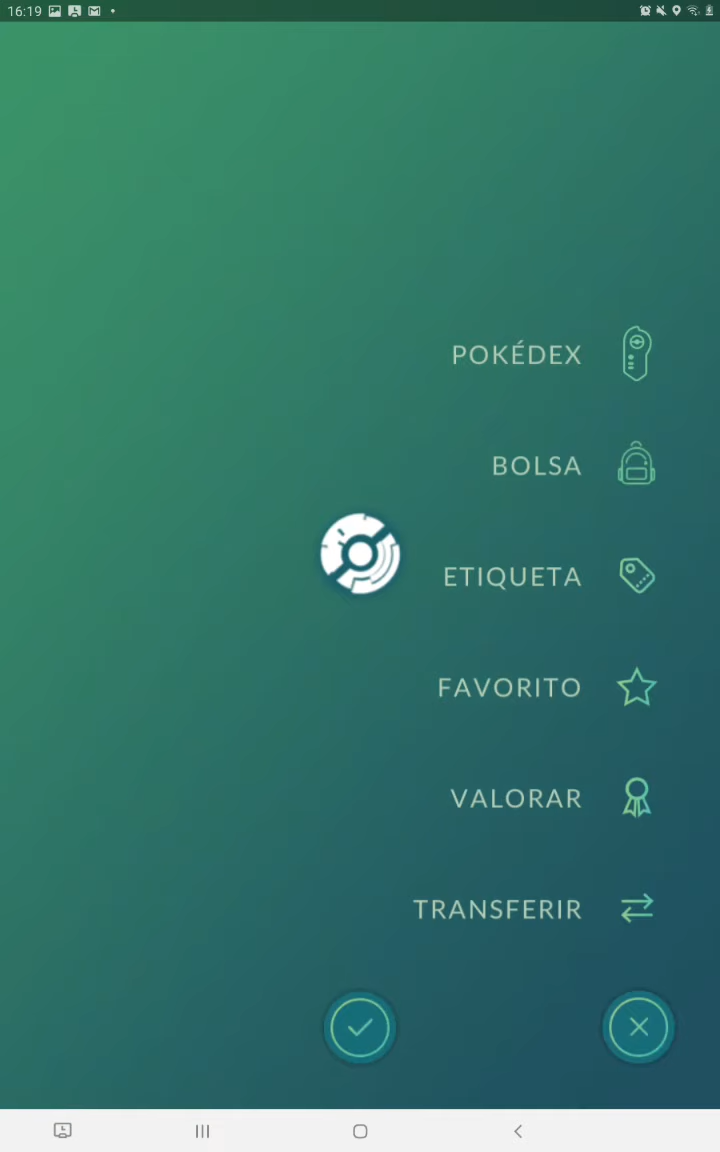 16:19
POKÉDEX
BOLSA
ETIQUETA
FAVORITO
VALORAR
TRANSFERIR